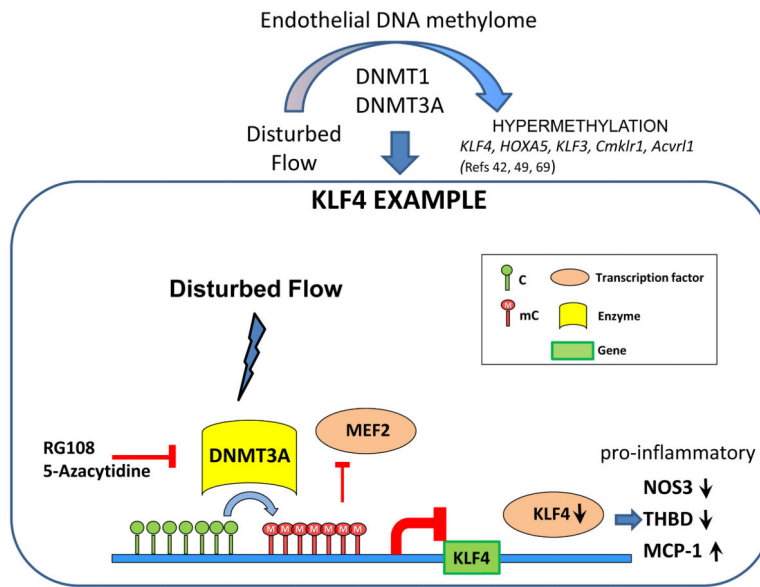 Endothelial DNA methylome
DNMT1
DNMT3A
Disturbed
Flow
HYPERMETHYLATION
KLF4, HOXA5, KLF3, Cmklr1, Acvrl1
(Refs 42, 49, 69)
KLF4 EXAMPLE
C
Transcription factor
M
mC
Enzyme
Gene
Disturbed Flow
RG108
5-Azacytidine
DNMT3A
MEF2
pro-inflammatory
NOS3 ↓
KLF4 ↓
THBD ↓
MCP-1 ↑
M M M M M M M
KLF4